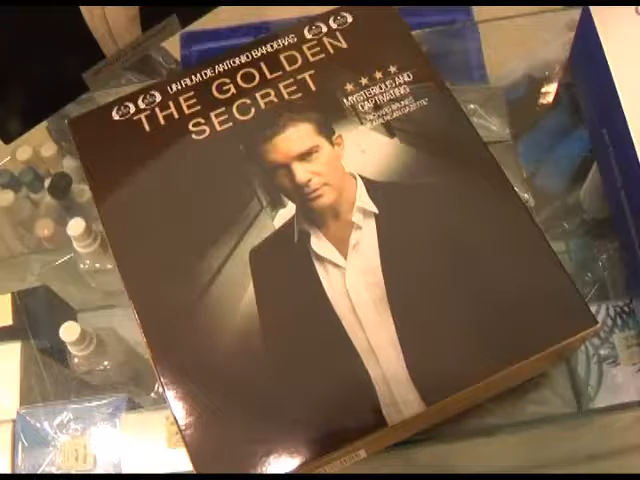 UN FILM DE ANTONIO BANDERAS
THE GOLDEN
SECRET
MYSTERIOUS AND
CAPTIVATING